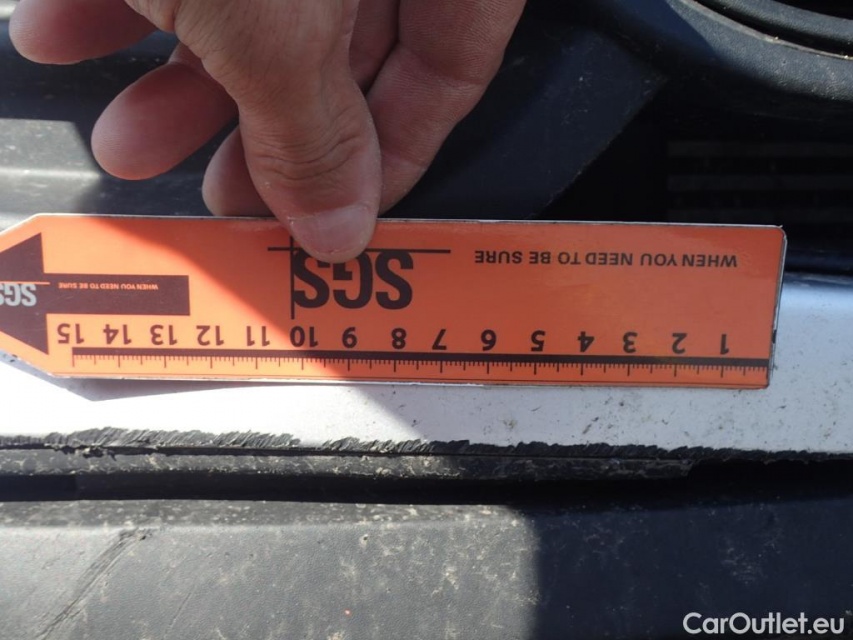 WHEN YOU NEED TO BE SURE
SGS
WHEN YOU NEED TO BE SURE
SGS
1 2 3 4 5 6 7 8 9 10 11 12 13 14 15
CarOutlet.eu